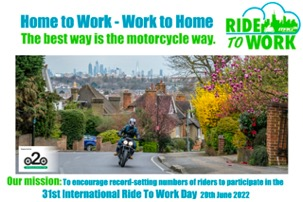 Home to Work - Work to Home
The best way is the motorcycle way.
RIDE
TO WORK
a2o
Our mission: To encourage record-setting numbers of riders to participate in the
31st International Ride To Work Day 20th June 2022